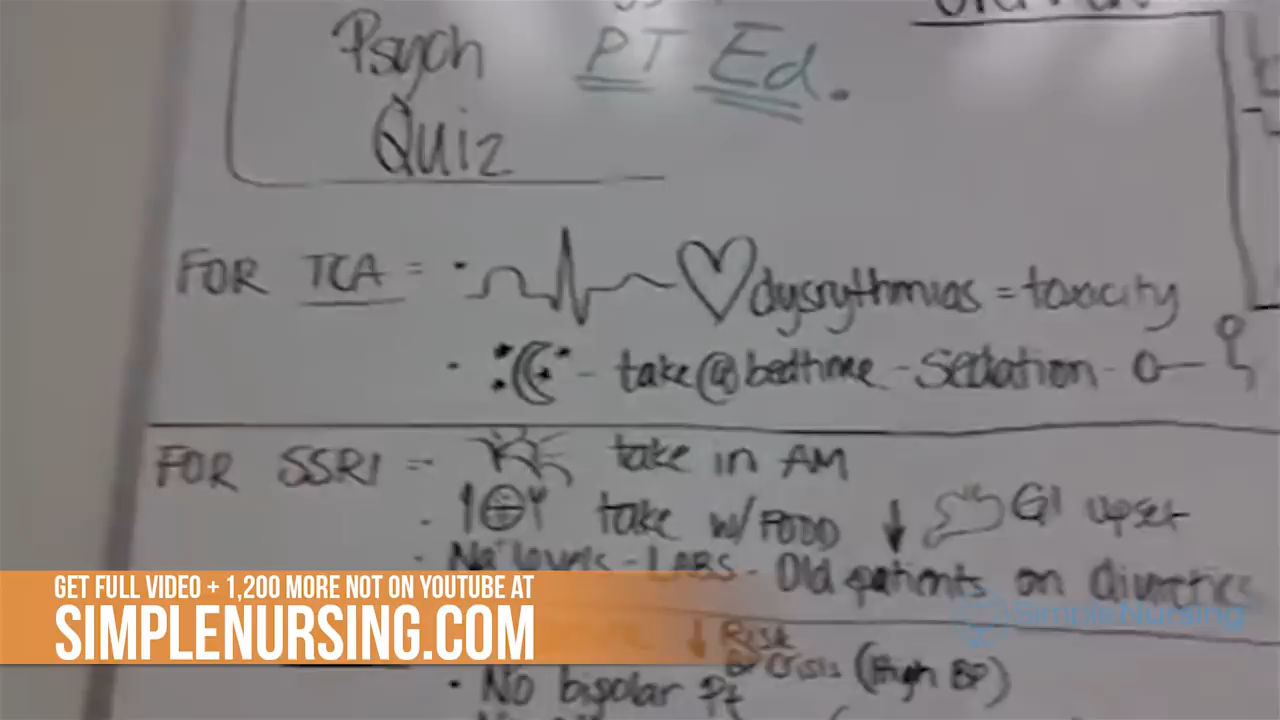 Psych PT Ed.
Quiz
FOR TCA = • dysrythmias = toxicity
• - take @ bedtime - Sedation -
FOR SSRI = take in AM
• take w/ FOOD ↓ GI upset
• Na+ levels - LABS - Old patients on diuretics
GET FULL VIDEO + 1,200 MORE NOT ON YOUTUBE AT
SIMPLENURSING.COM
SimpleNursing
↓ Risk
Crisis (High BP)
• No bipolar Pt